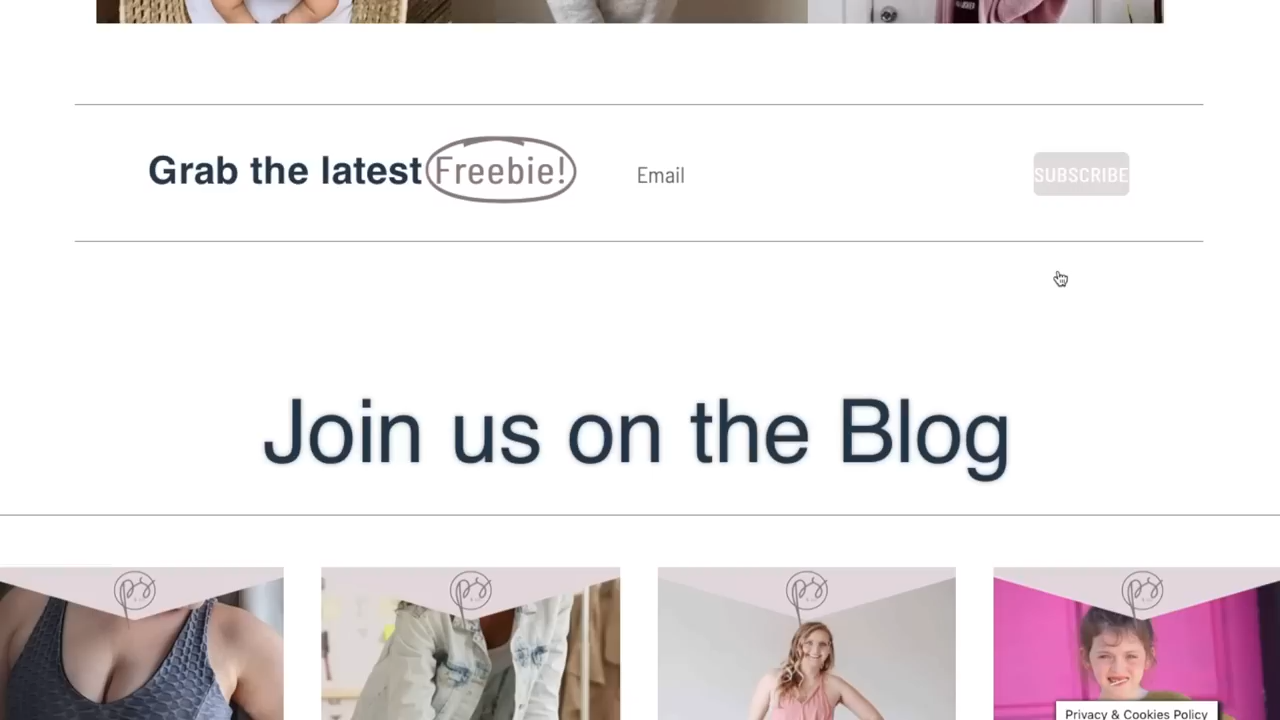 Grab the latest Freebie! Email SUBSCRIBE
Join us on the Blog
Privacy & Cookies Policy